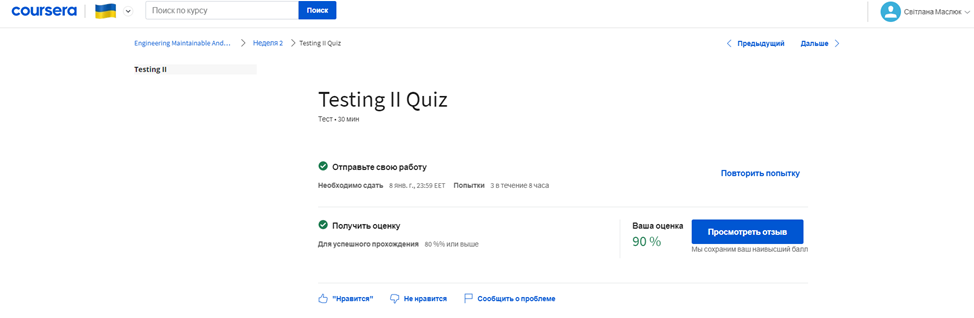 coursera
Поиск по курсу
Поиск
Світлана Маслюк
Engineering Maintainable And...
Неделя 2
Testing II Quiz
Предыдущий
Дальше
Testing II
Testing II Quiz
Тест • 30 мин
Отправьте свою работу
Необходимо сдать 8 янв. г., 23:59 EET Попытки 3 в течение 8 часа
Повторить попытку
Получить оценку
Для успешного прохождения 80 %% или выше
Ваша оценка
90 %
Просмотреть отзыв
Мы сохраним ваш наивысший балл
"Нравится"
Не нравится
Сообщить о проблеме